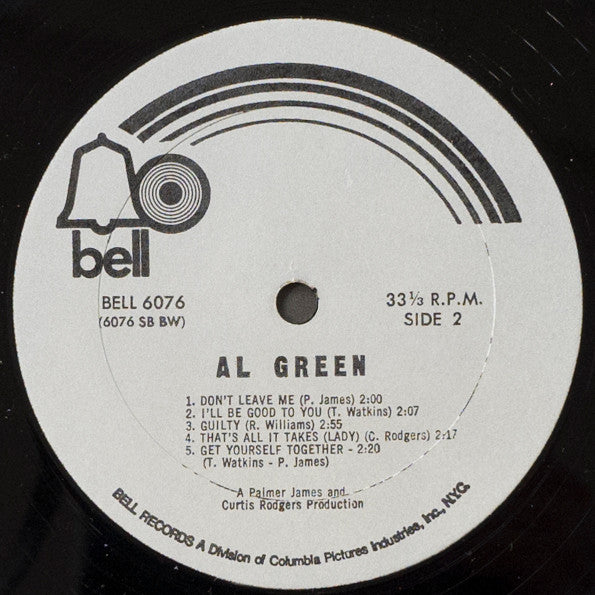 bell
BELL 6076
(6076 SB BW)
33 1/3 R.P.M.
SIDE 2
AL GREEN
1. DON'T LEAVE ME (P. James) 2:00
2. I'LL BE GOOD TO YOU (T. Watkins) 2:07
3. GUILTY (R. Williams) 2:55
4. THAT'S ALL IT TAKES (LADY) (C. Rodgers) 2:17
5. GET YOURSELF TOGETHER - 2:20
(T. Watkins - P. James)
A Palmer James and
Curtis Rodgers Production
BELL RECORDS A Division of Columbia Pictures Industries, Inc., N.Y.C.